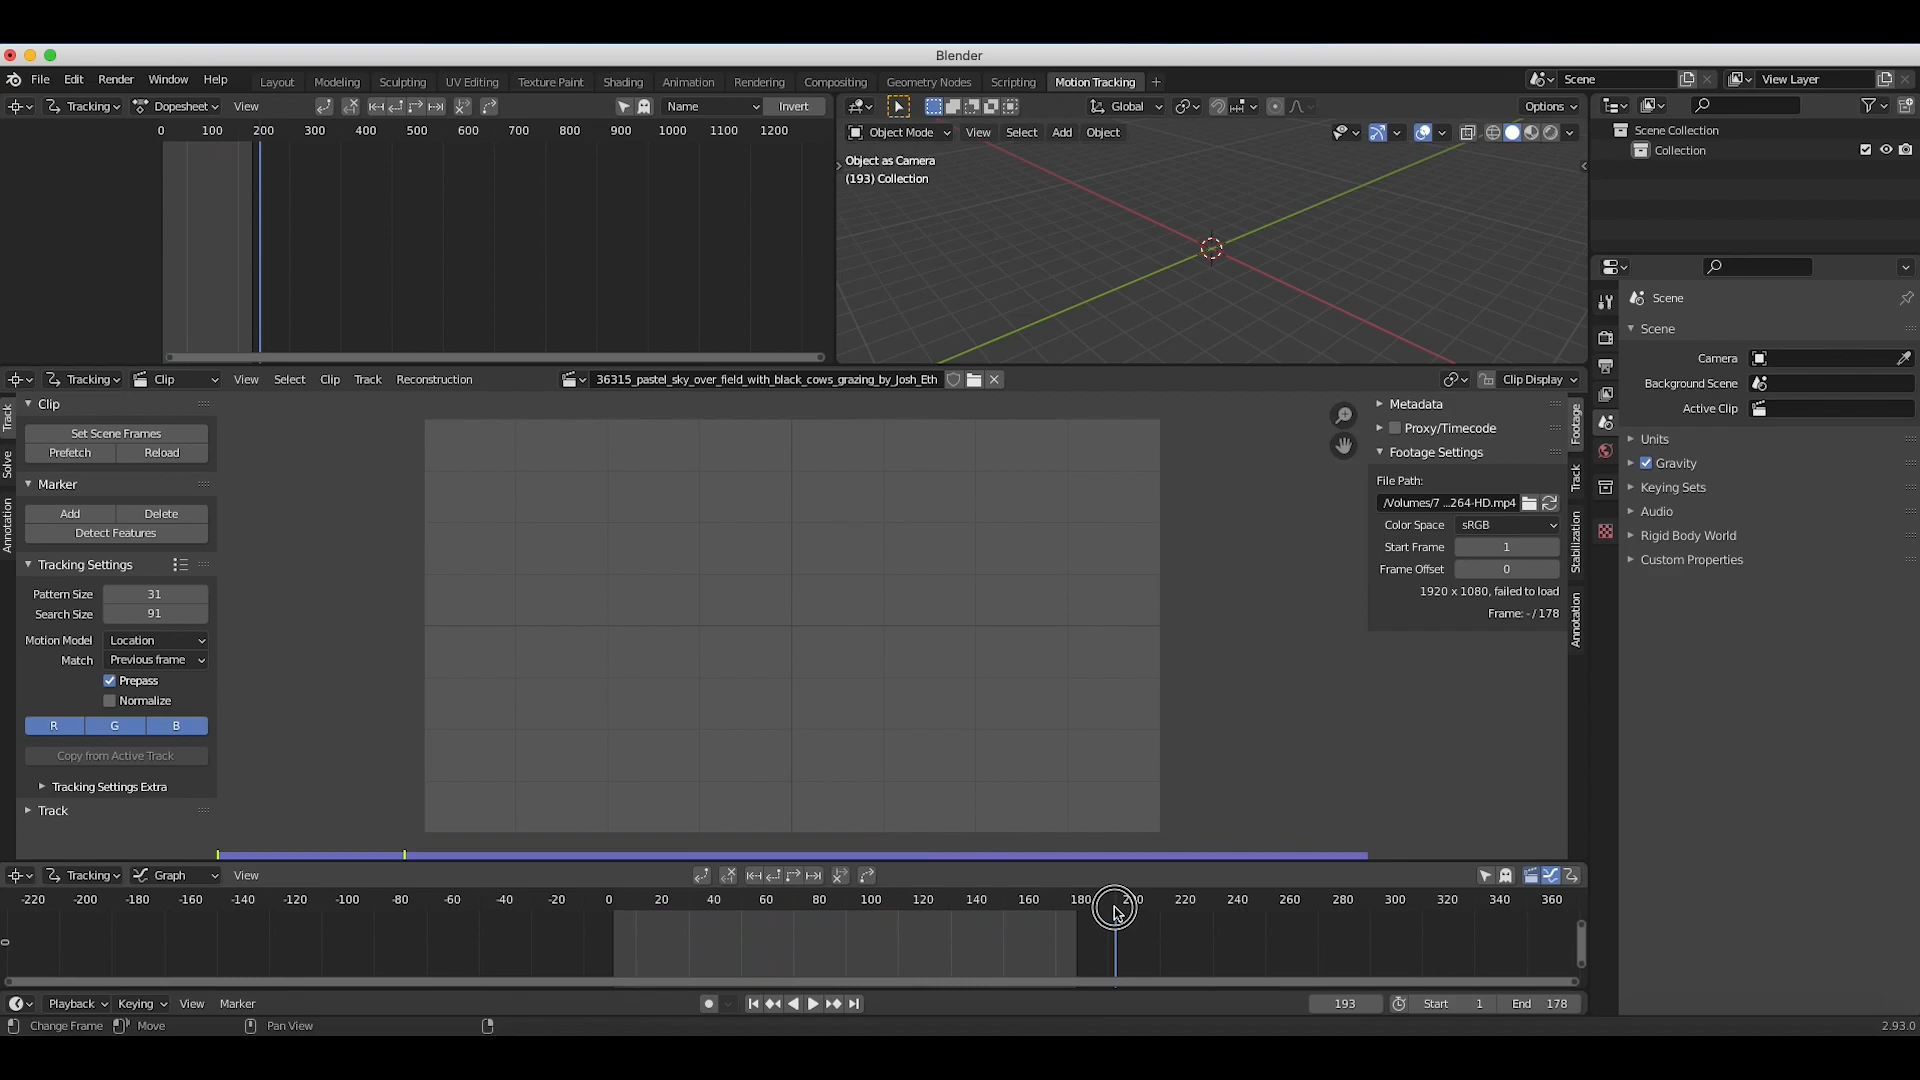 Blender
File Edit Render Window Help Layout Modeling Sculpting UV Editing Texture Paint Shading Animation Rendering Compositing Geometry Nodes Scripting Motion Tracking + Scene View Layer
Tracking Dopesheet View Name Invert Global Options
0 100 200 300 400 500 600 700 800 900 1000 1100 1200
Object Mode View Select Add Object
Object as Camera
(193) Collection
Scene Collection
Collection
Scene
Scene
Camera
Background Scene
Active Clip
Units
Gravity
Keying Sets
Audio
Rigid Body World
Custom Properties
Tracking Clip View Select Clip Track Reconstruction 36315_pastel_sky_over_field_with_black_cows_grazing_by_Josh_Eth Clip Display
Track
Solve
Annotation
Clip
Set Scene Frames
Prefetch Reload
Marker
Add Delete
Detect Features
Tracking Settings
Pattern Size 31
Search Size 91
Motion Model Location
Match Previous frame
Prepass
Normalize
R G B
Copy from Active Track
Tracking Settings Extra
Track
Metadata
Proxy/Timecode
Footage Settings
File Path:
/Volumes/7 ...264-HD.mp4
Color Space sRGB
Start Frame 1
Frame Offset 0
1920 x 1080, failed to load
Frame: - / 178
Footage
Track
Stabilization
Annotation
Tracking Graph View
-220 -200 -180 -160 -140 -120 -100 -80 -60 -40 -20 0 20 40 60 80 100 120 140 160 180 220 240 260 280 300 320 340 360
0
Playback Keying View Marker 193 Start 1 End 178
Change Frame Move Pan View 2.93.0